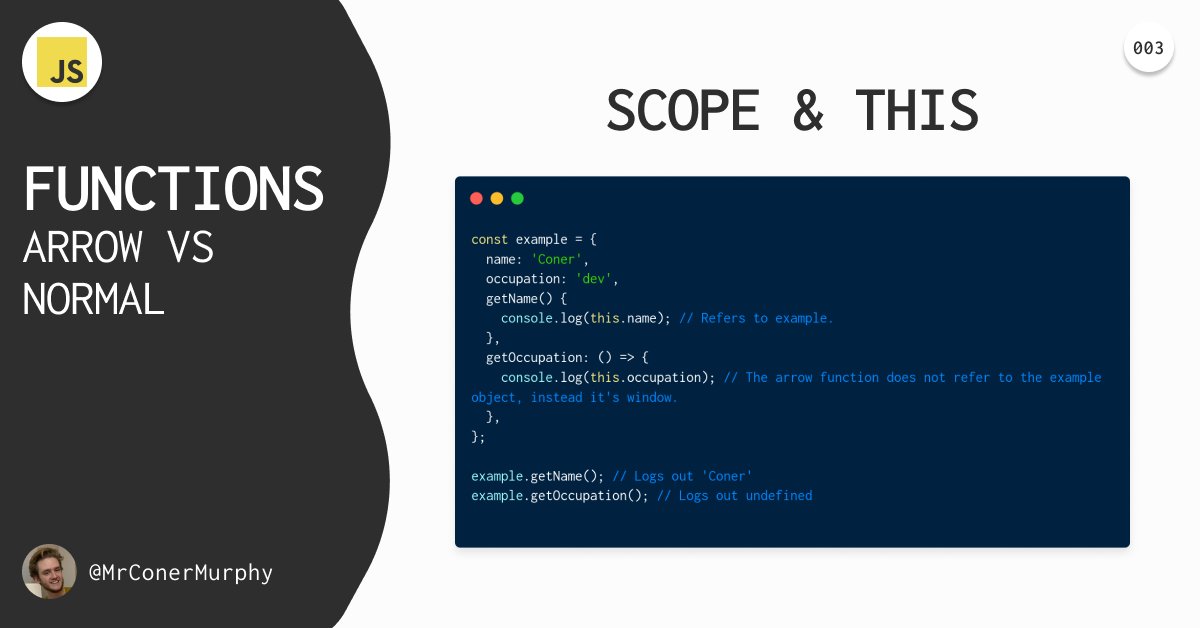 JS
FUNCTIONS
ARROW VS
NORMAL
@MrConerMurphy
003
SCOPE & THIS
const example = {
  name: 'Coner',
  occupation: 'dev',
  getName() {
    console.log(this.name); // Refers to example.
  },
  getOccupation: () => {
    console.log(this.occupation); // The arrow function does not refer to the example
object, instead it's window.
  },
};

example.getName(); // Logs out 'Coner'
example.getOccupation(); // Logs out undefined